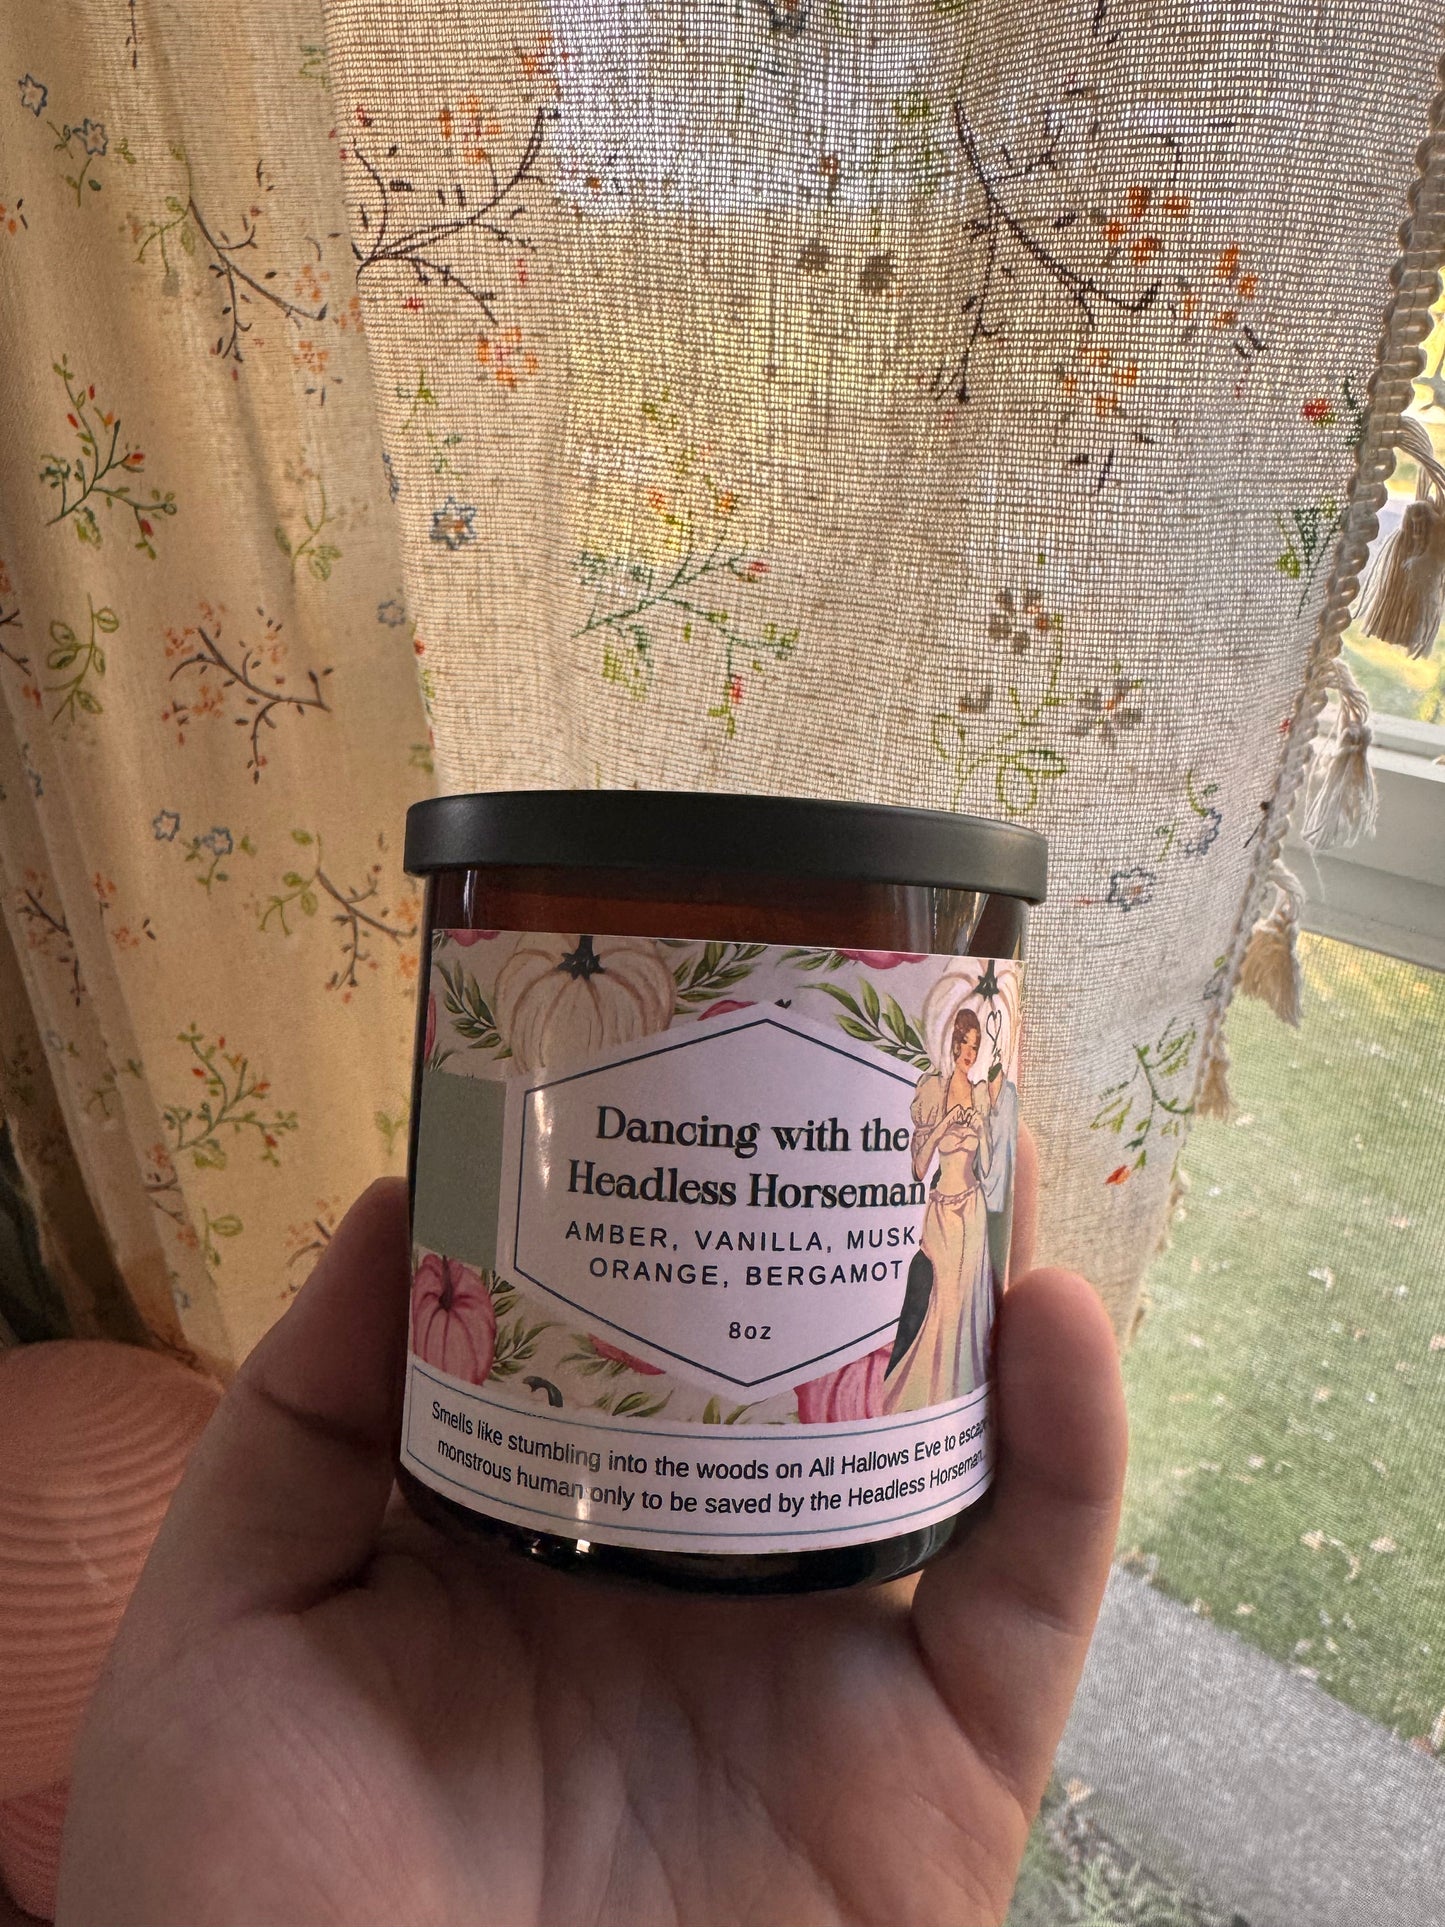 Dancing with the
Headless Horseman
AMBER, VANILLA, MUSK,
ORANGE, BERGAMOT
8oz
Smells like stumbling into the woods on All Hallows Eve to escape
monstrous human only to be saved by the Headless Horseman...